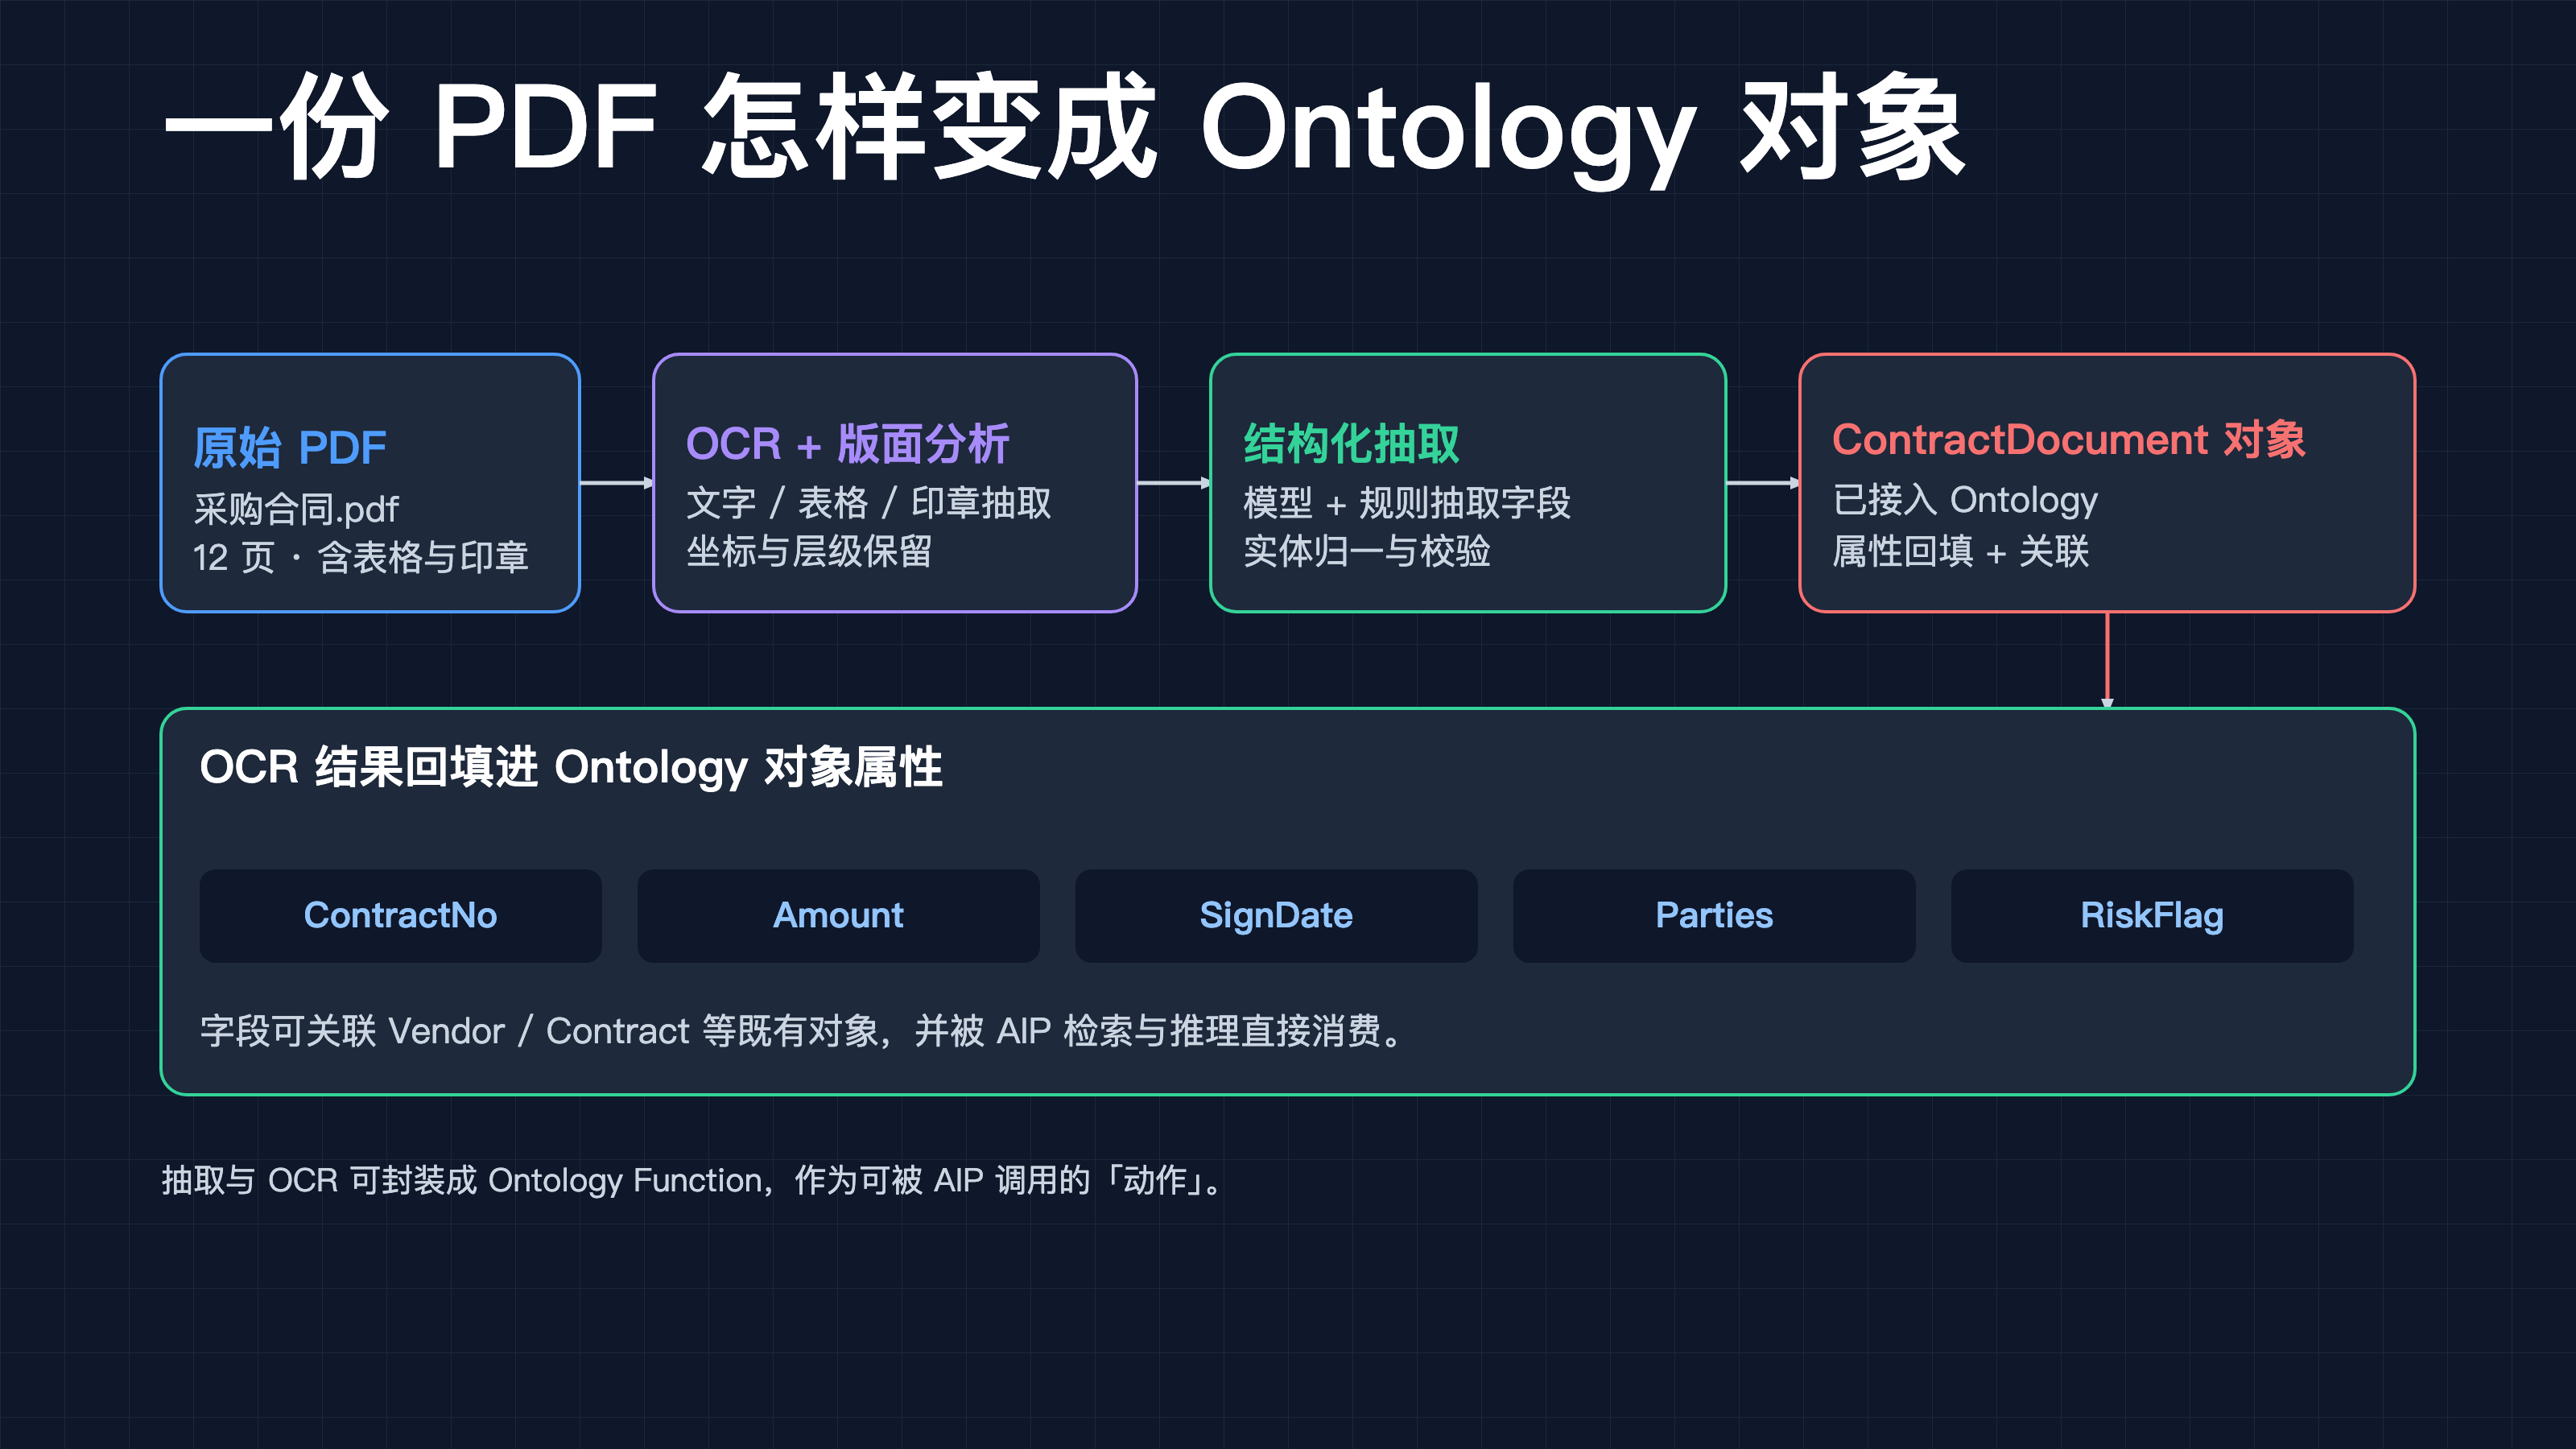 一份 PDF 怎样变成 Ontology 对象
原始 PDF
采购合同.pdf
12 页 · 含表格与印章
OCR + 版面分析
文字 / 表格 / 印章抽取
坐标与层级保留
结构化抽取
模型 + 规则抽取字段
实体归一与校验
ContractDocument 对象
已接入 Ontology
属性回填 + 关联
OCR 结果回填进 Ontology 对象属性
ContractNo
Amount
SignDate
Parties
RiskFlag
字段可关联 Vendor / Contract 等既有对象，并被 AIP 检索与推理直接消费。
抽取与 OCR 可封装成 Ontology Function，作为可被 AIP 调用的「动作」。